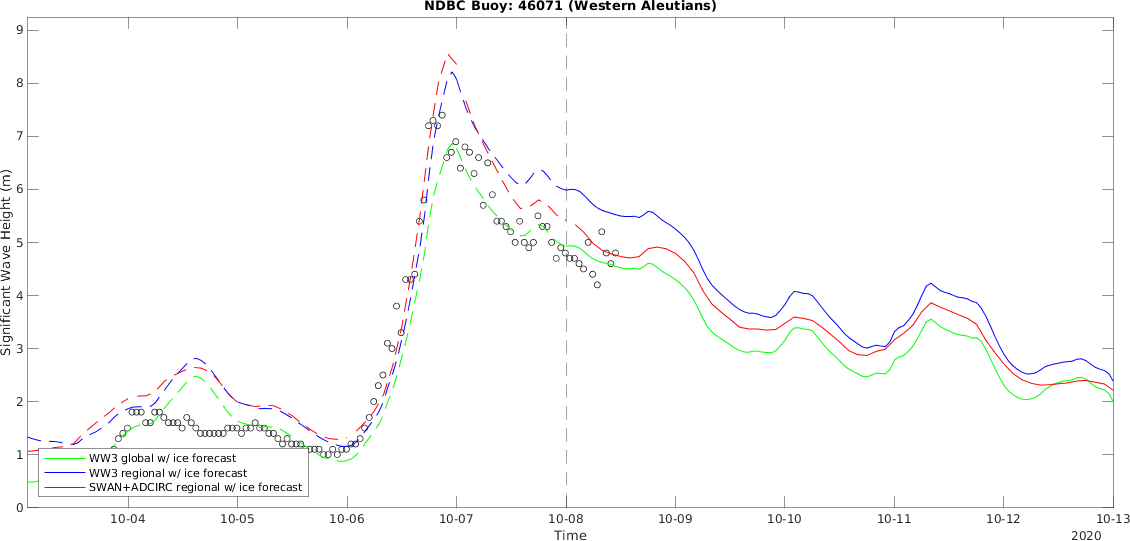 NDBC Buoy: 46071 (Western Aleutians)
Significant Wave Height (m)
9
8
7
6
5
4
3
2
1
0
WW3 global w/ ice forecast
WW3 regional w/ ice forecast
SWAN+ADCIRC regional w/ ice forecast
10-04 10-05 10-06 10-07 10-08 10-09 10-10 10-11 10-12 10-13
Time
2020